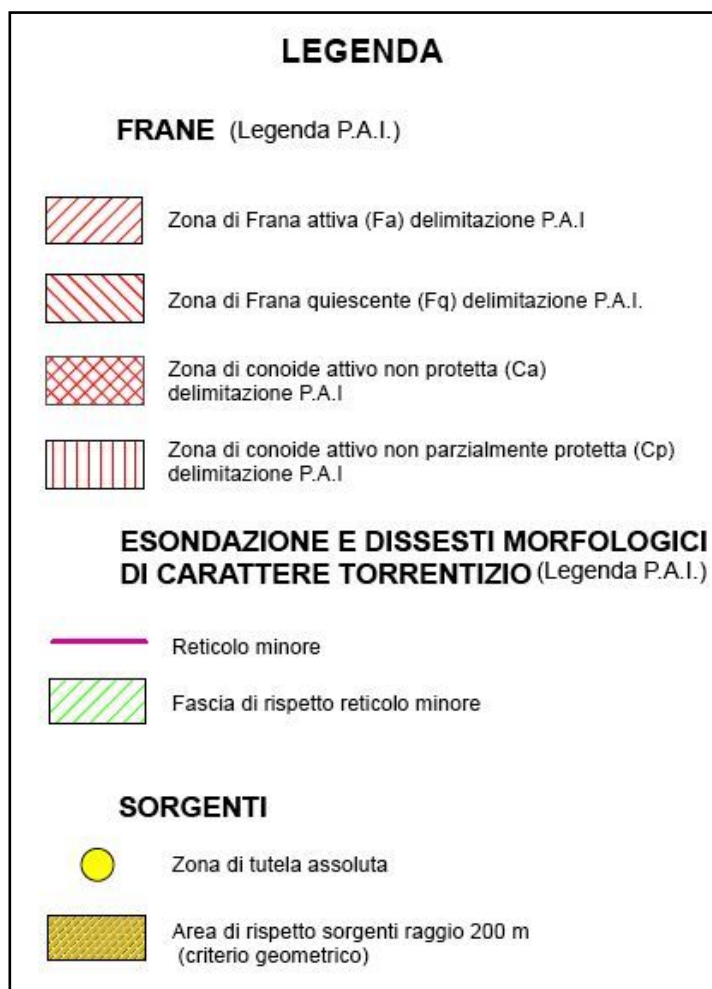 LEGENDA
FRANE (Legenda P.A.I.)
Zona di Frana attiva (Fa) delimitazione P.A.I
Zona di Frana quiescente (Fq) delimitazione P.A.I.
Zona di conoide attivo non protetta (Ca)
delimitazione P.A.I
Zona di conoide attivo non parzialmente protetta (Cp)
delimitazione P.A.I
ESONDAZIONE E DISSESTI MORFOLOGICI
DI CARATTERE TORRENTIZIO (Legenda P.A.I.)
Reticolo minore
Fascia di rispetto reticolo minore
SORGENTI
Zona di tutela assoluta
Area di rispetto sorgenti raggio 200 m
(criterio geometrico)